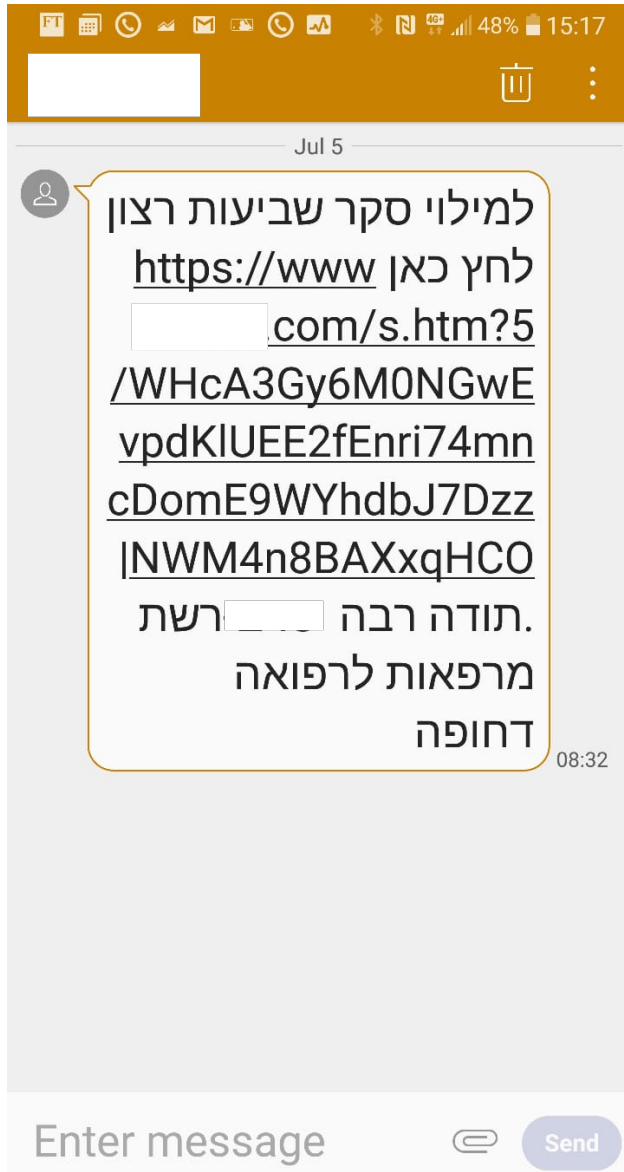 FT 48% 15:17
Jul 5
למילוי סקר שביעות רצון
לחץ כאן https://www
.com/s.htm?5
/WHcA3Gy6M0NGwE
vpdKlUEE2fEnri74mn
cDomE9WYhdbJ7Dzz
|NWM4n8BAXxqHCO
.תודה רבה רשת
מרפאות לרפואה
דחופה
08:32
Enter message Send